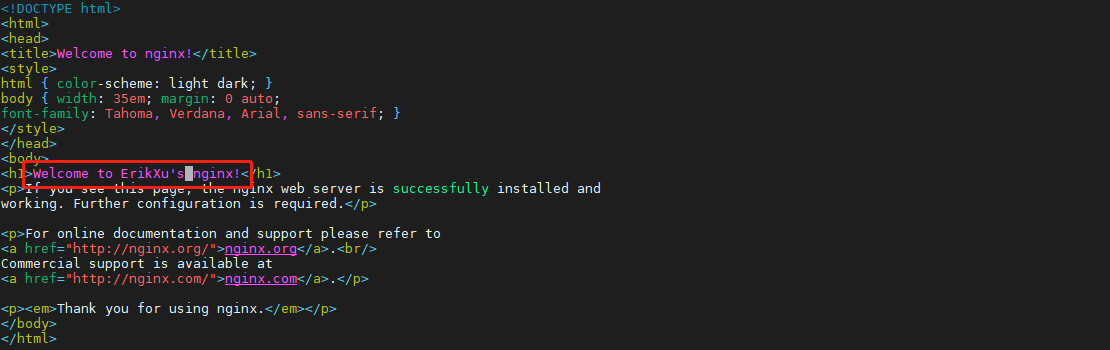 <!DOCTYPE html>
<html>
<head>
<title>Welcome to nginx!</title>
<style>
html { color-scheme: light dark; }
body { width: 35em; margin: 0 auto;
font-family: Tahoma, Verdana, Arial, sans-serif; }
</style>
</head>
<body>
<h1>Welcome to ErikXu's nginx!</h1>
<p>If you see this page, the nginx web server is successfully installed and
working. Further configuration is required.</p>

<p>For online documentation and support please refer to
<a href="http://nginx.org/">nginx.org</a>.<br/>
Commercial support is available at
<a href="http://nginx.com/">nginx.com</a>.</p>

<p><em>Thank you for using nginx.</em></p>
</body>
</html>